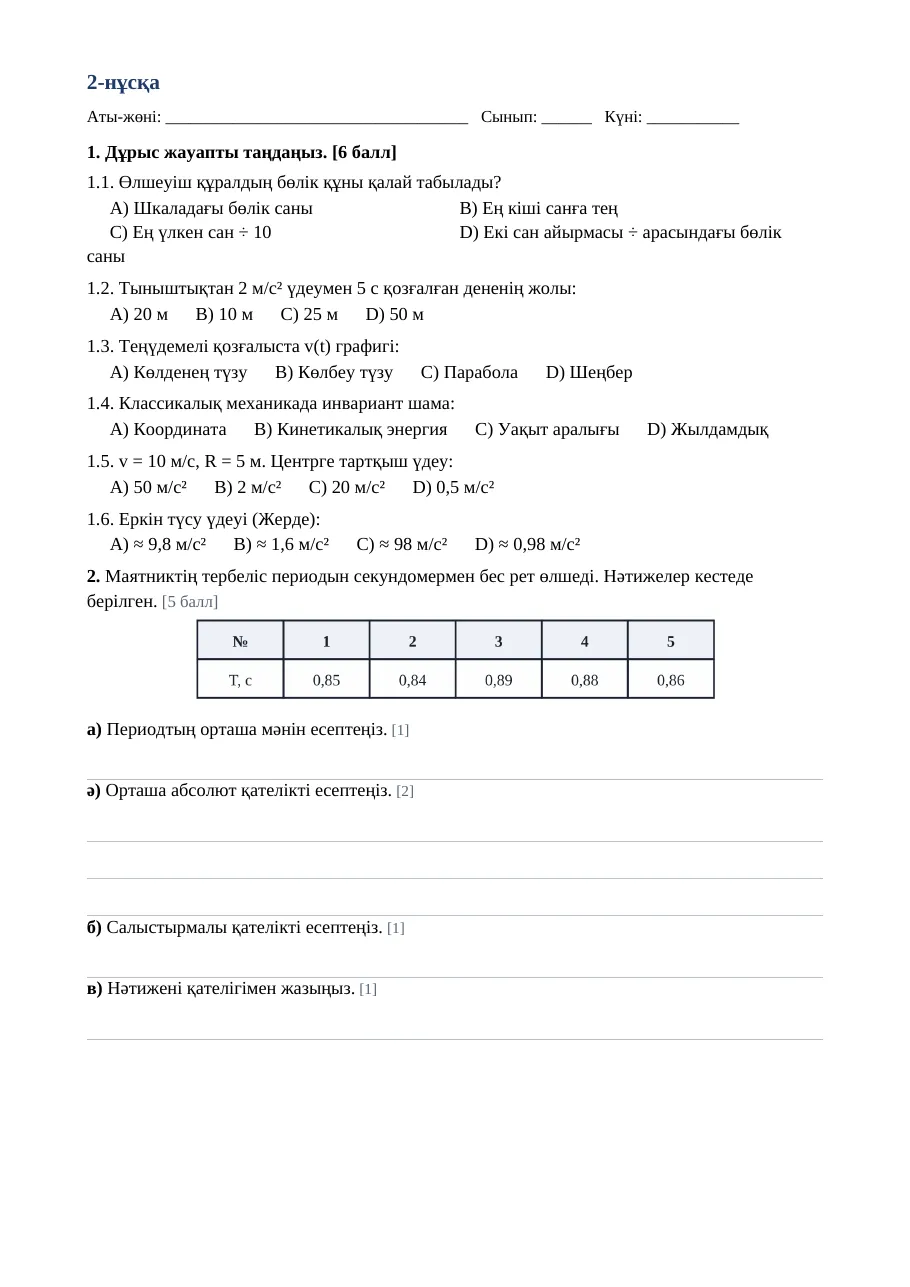 2-нұсқа
Аты-жөні: ____________________________________ Сынып: ______ Күні: ___________
1. Дұрыс жауапты таңдаңыз. [6 балл]
1.1. Өлшеуіш құралдың бөлік құны қалай табылады?
A) Шкаладағы бөлік саны B) Ең кіші санға тең
C) Ең үлкен сан ÷ 10 D) Екі сан айырмасы ÷ арасындағы бөлік
саны
1.2. Тыныштықтан 2 м/с² үдеумен 5 с қозғалған дененің жолы:
A) 20 м B) 10 м C) 25 м D) 50 м
1.3. Теңүдемелі қозғалыста v(t) графигі:
A) Көлденең түзу B) Көлбеу түзу C) Парабола D) Шеңбер
1.4. Классикалық механикада инвариант шама:
A) Координата B) Кинетикалық энергия C) Уақыт аралығы D) Жылдамдық
1.5. v = 10 м/с, R = 5 м. Центрге тартқыш үдеу:
A) 50 м/с² B) 2 м/с² C) 20 м/с² D) 0,5 м/с²
1.6. Еркін түсу үдеуі (Жерде):
A) ≈ 9,8 м/с² B) ≈ 1,6 м/с² C) ≈ 98 м/с² D) ≈ 0,98 м/с²
2. Маятниктің тербеліс периодын секундомермен бес рет өлшеді. Нәтижелер кестеде
берілген. [5 балл]
№ 1 2 3 4 5
T, с 0,85 0,84 0,89 0,88 0,86
а) Периодтың орташа мәнін есептеңіз. [1]
ә) Орташа абсолют қателікті есептеңіз. [2]
б) Салыстырмалы қателікті есептеңіз. [1]
в) Нәтижені қателігімен жазыңыз. [1]